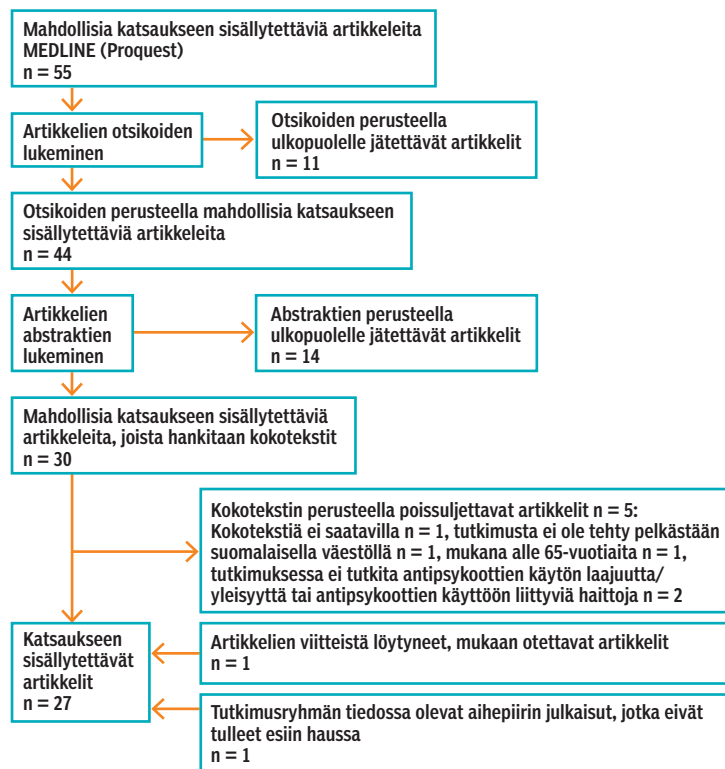 Mahdollisia katsaukseen sisällytettäviä artikkeleita
MEDLINE (Proquest)
n = 55
Artikkelien otsikoiden
lukeminen
Otsikoiden perusteella
ulkopuolelle jätettävät artikkelit
n = 11
Otsikoiden perusteella mahdollisia katsaukseen
sisällytettäviä artikkeleita
n = 44
Artikkelien
abstraktien
lukeminen
Abstraktien perusteella
ulkopuolelle jätettävät artikkelit
n = 14
Mahdollisia katsaukseen sisällytettäviä
artikkeleita, joista hankitaan kokotekstit
n = 30
Kokotekstin perusteella poissuljettavat artikkelit n = 5:
Kokotekstiä ei saatavilla n = 1, tutkimusta ei ole tehty pelkästään
suomalaisella väestöllä n = 1, mukana alle 65-vuotiaita n = 1,
tutkimuksessa ei tutkita antipsykoottien käytön laajuutta/
yleisyyttä tai antipsykoottien käyttöön liittyviä haittoja n = 2
Katsaukseen
sisällytettävät
artikkelit
n = 27
Artikkelien viitteistä löytyneet, mukaan otettavat artikkelit
n = 1
Tutkimusryhmän tiedossa olevat aihepiirin julkaisut, jotka eivät
tulleet esiin haussa
n = 1